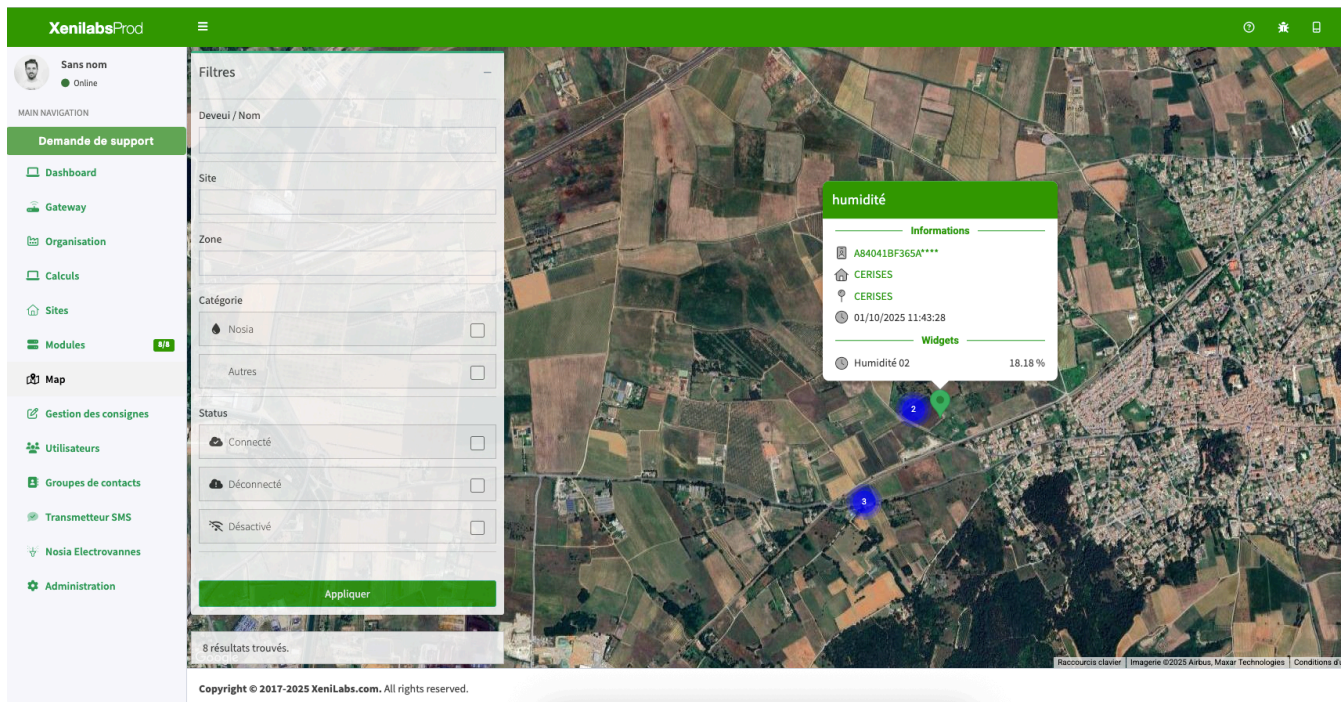 XenilabsProd
Sans nom
Online
MAIN NAVIGATION
Demande de support
Dashboard
Gateway
Organisation
Calculs
Sites
Modules 8/8
Map
Gestion des consignes
Utilisateurs
Groupes de contacts
Transmetteur SMS
Nosia Electrovannes
Administration
Filtres
Deveui / Nom
Site
Zone
Catégorie
Nosia
Autres
Status
Connecté
Déconnecté
Désactivé
Appliquer
8 résultats trouvés.
humidité
Informations
A84041BF365A****
CERISES
CERISES
01/10/2025 11:43:28
Widgets
Humidité 02 18.18 %
2
3
Raccourcis clavier Imagerie ©2025 Airbus, Maxar Technologies Conditions d'u
Copyright © 2017-2025 XeniLabs.com. All rights reserved.